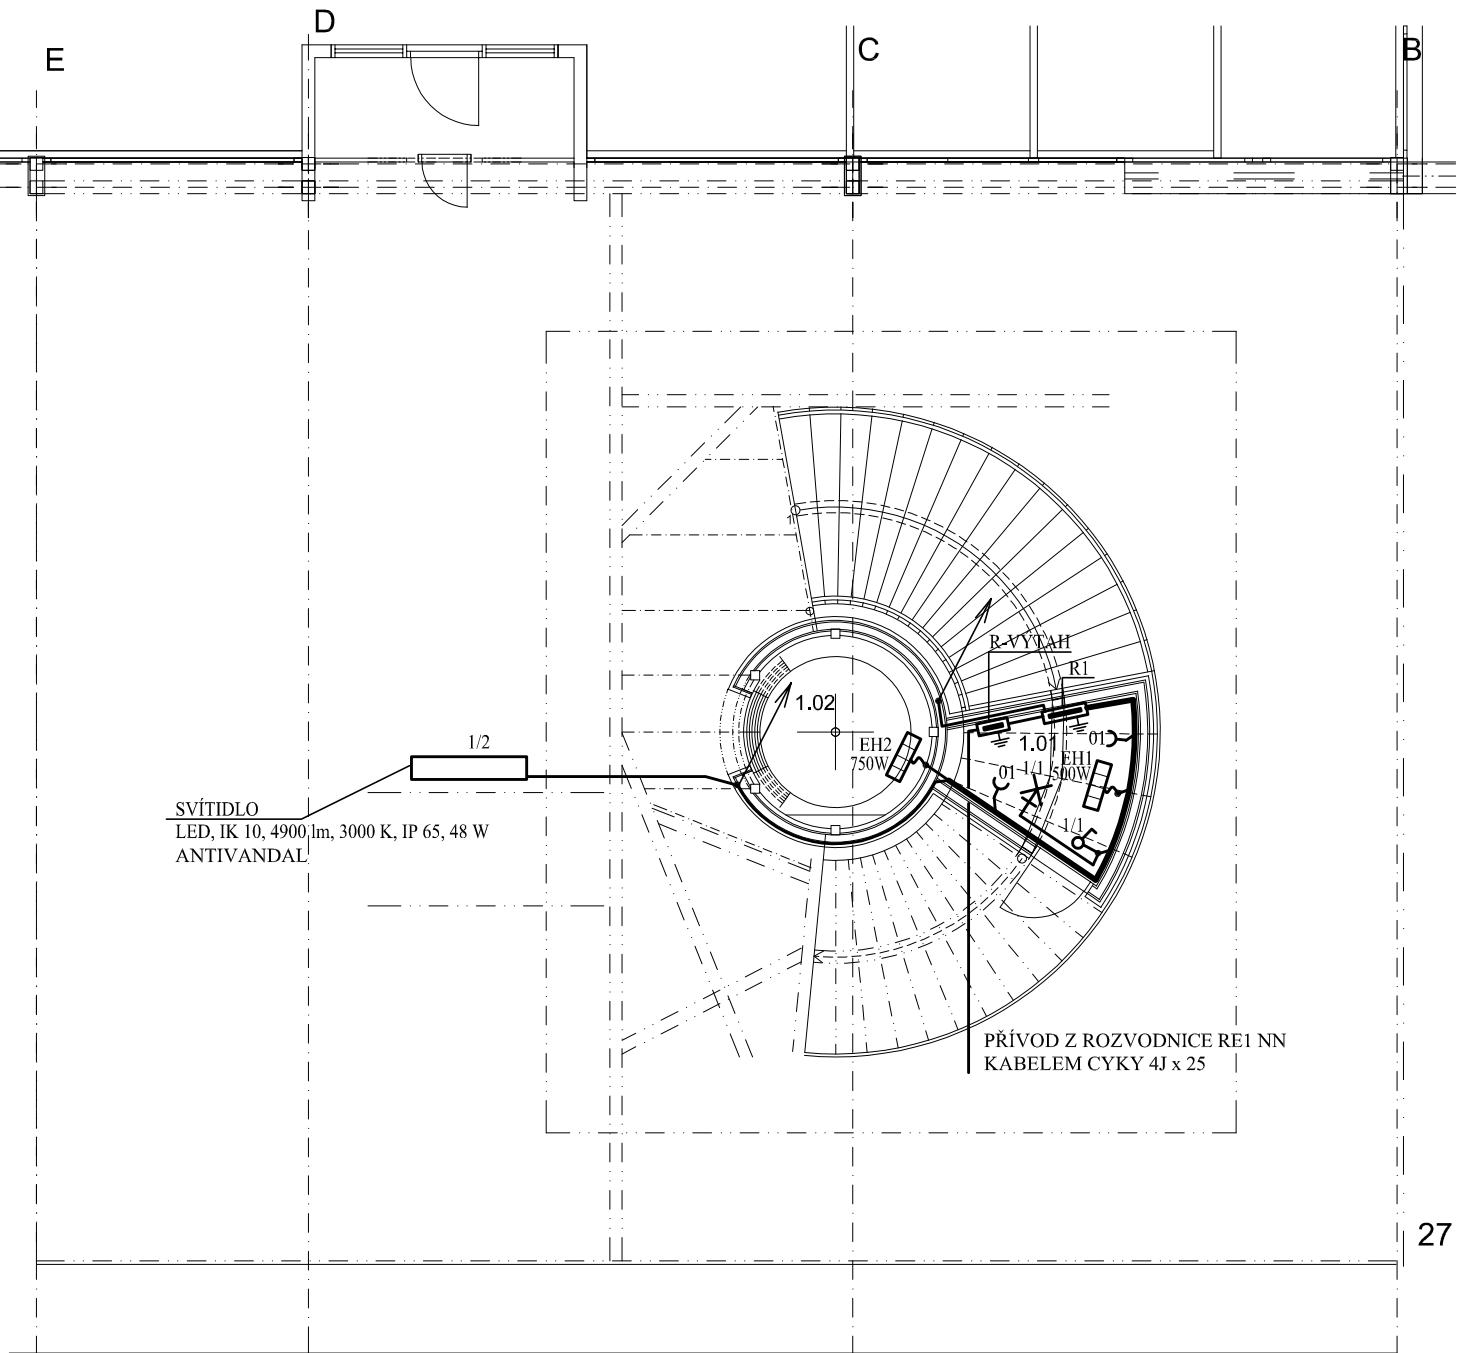 D
E
C
B
R-VÝTAH
R1
1.02
1.01
01
EH2
750W
EH1
500W
01
1/1
1/1
1/2
SVÍTIDLO
LED, IK 10, 4900 lm, 3000 K, IP 65, 48 W
ANTIVANDAL
PŘÍVOD Z ROZVODNICE RE1 NN
KABELEM CYKY 4J x 25
27